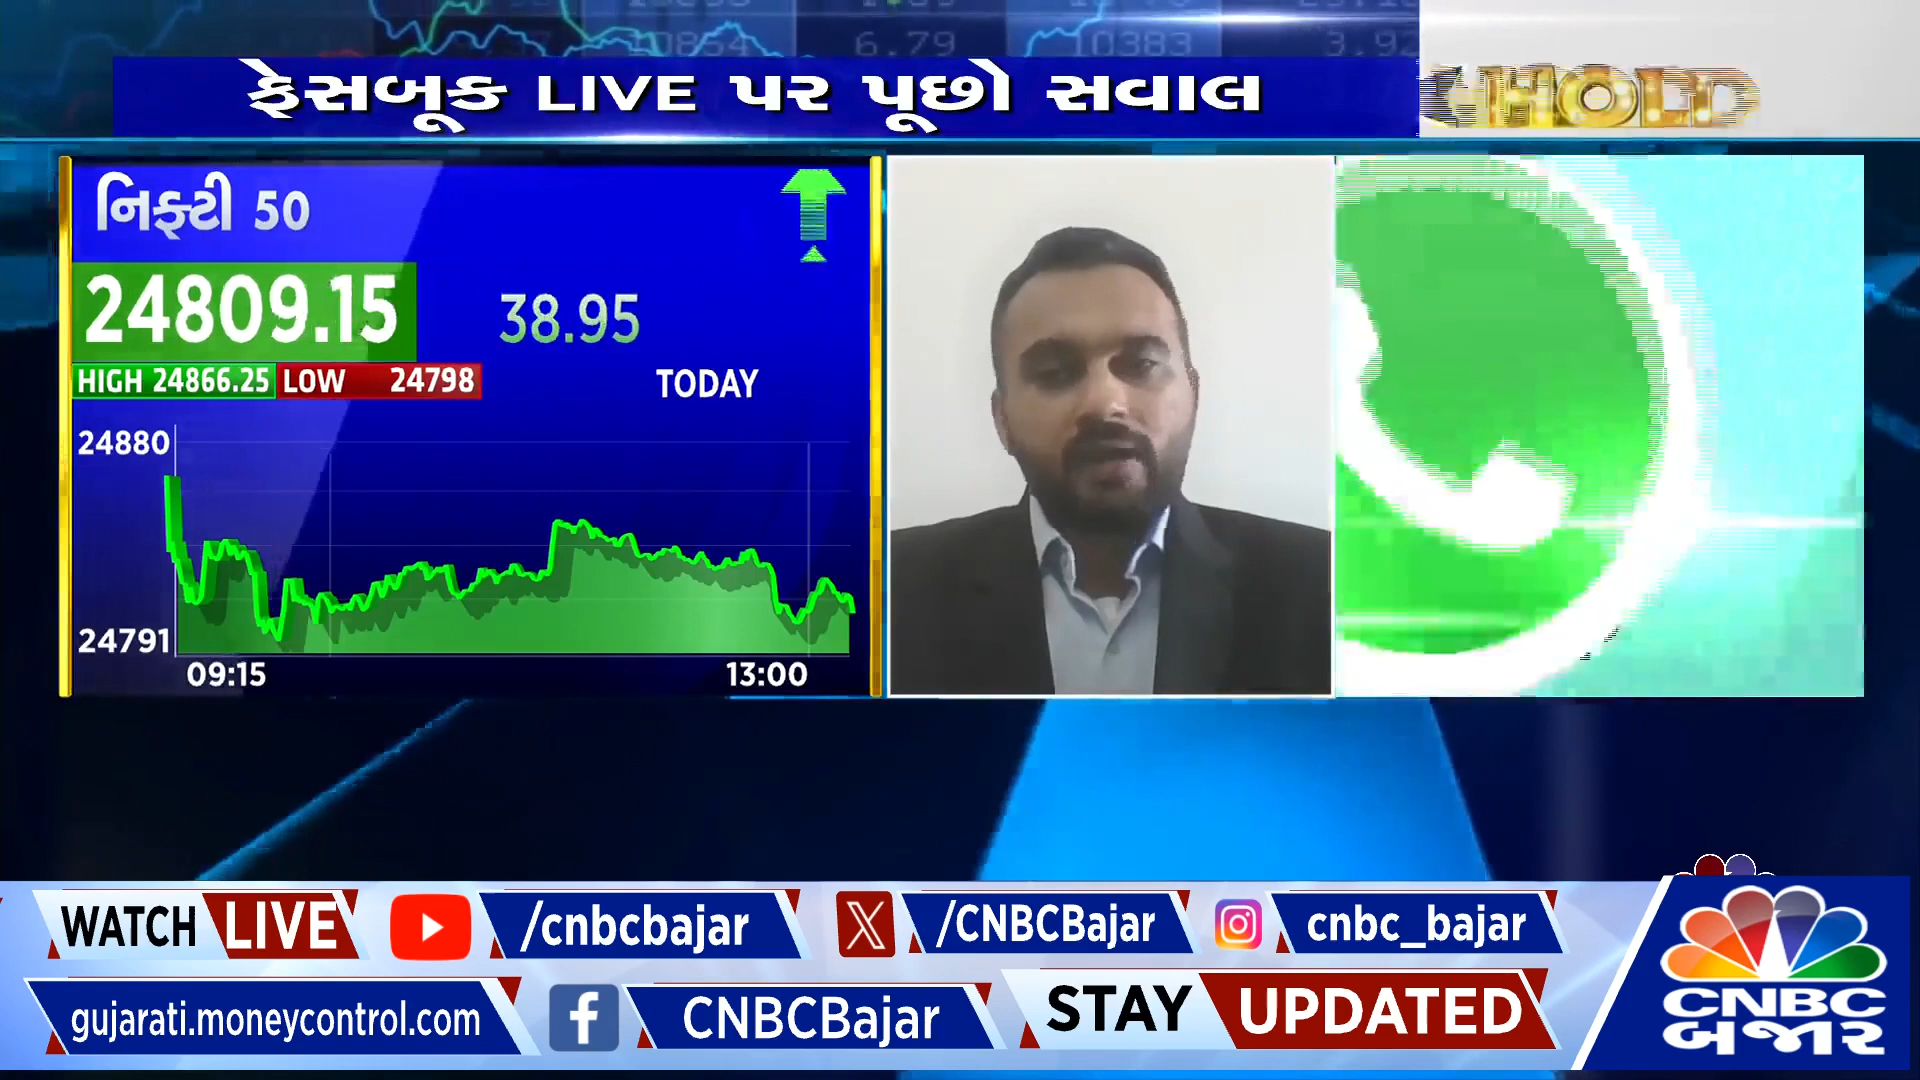 ફેસબૂક LIVE પર પૂછો સવાલ
HOLD
નિફ્ટી 50
24809.15
38.95
HIGH 24866.25 LOW 24798
TODAY
24880
24791
09:15 13:00
WATCH LIVE /cnbcbajar /CNBCBajar cnbc_bajar
gujarati.moneycontrol.com CNBCBajar STAY UPDATED
CNBC
બજાર